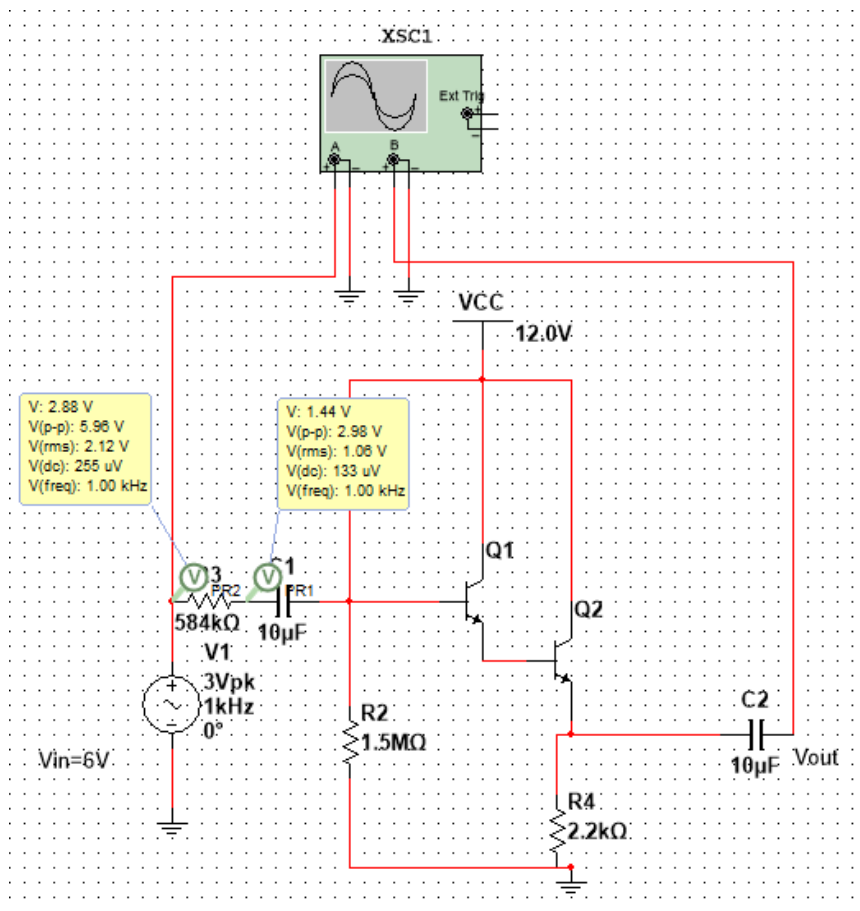 XSC1
Ext Trig
+
−
A
B
+
−
+
−
VCC
12.0V
V: 2.88 V
V(p-p): 5.96 V
V(rms): 2.12 V
V(dc): 255 uV
V(freq): 1.00 kHz
V: 1.44 V
V(p-p): 2.98 V
V(rms): 1.06 V
V(dc): 133 uV
V(freq): 1.00 kHz
Q1
V
3
V
1
PR2
PR1
Q2
584kΩ
10µF
V1
3Vpk
1kHz
0°
+
−
R2
1.5MΩ
C2
10µF
Vout
Vin=6V
R4
2.2kΩ